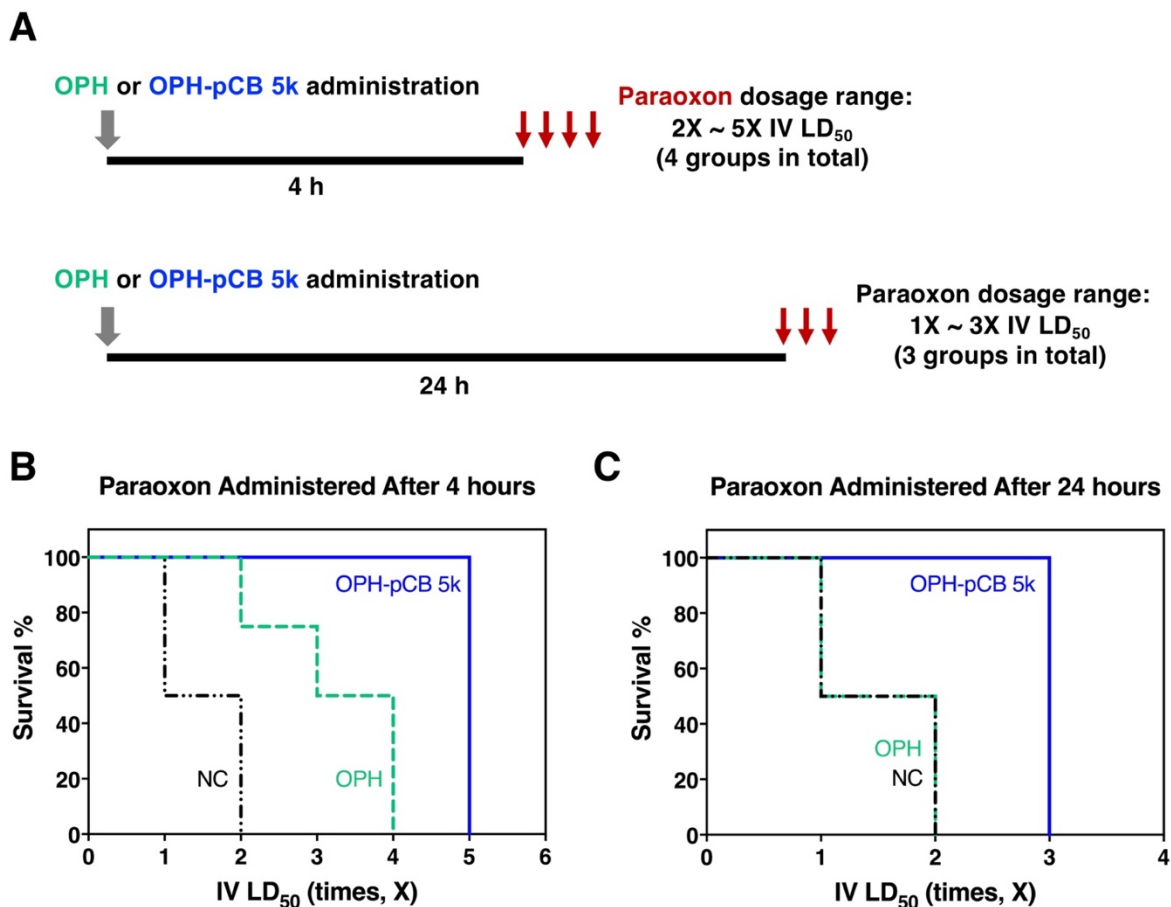 A
OPH or OPH-pCB 5k administration
Paraoxon dosage range:
2X ~ 5X IV LD₅₀
(4 groups in total)
4 h
OPH or OPH-pCB 5k administration
Paraoxon dosage range:
1X ~ 3X IV LD₅₀
(3 groups in total)
24 h
B
Paraoxon Administered After 4 hours
Survival %
100
80
60
40
20
0
OPH-pCB 5k
NC
OPH
0 1 2 3 4 5 6
IV LD₅₀ (times, X)
C
Paraoxon Administered After 24 hours
Survival %
100
80
60
40
20
0
OPH-pCB 5k
OPH
NC
0 1 2 3 4
IV LD₅₀ (times, X)